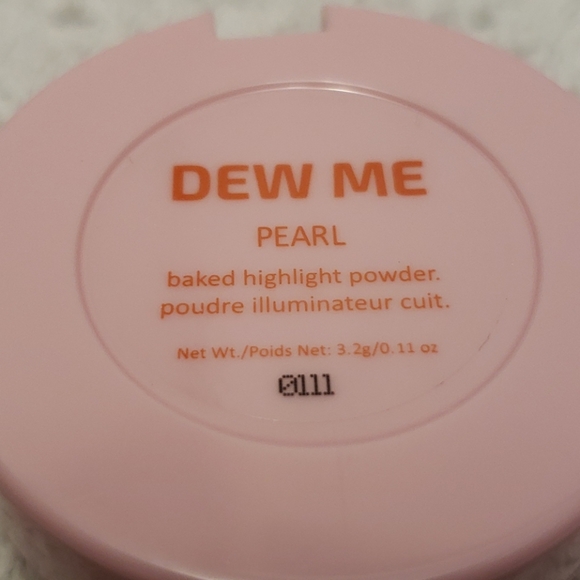 DEW ME
PEARL
baked highlight powder.
poudre illuminateur cuit.
Net Wt./Poids Net: 3.2g/0.11 oz
0111